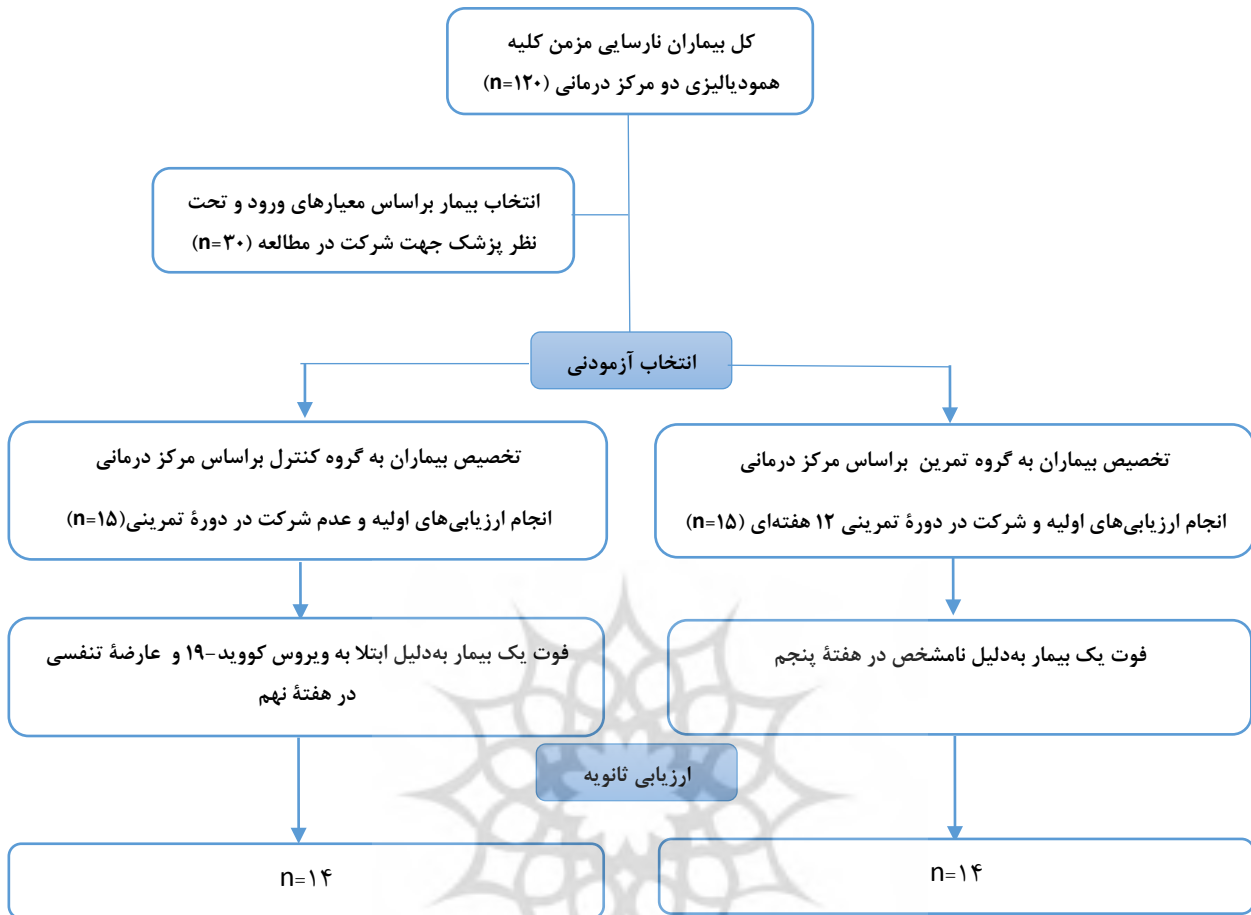 کل بیماران نارسایی مزمن کلیه
همودیالیزی دو مرکز درمانی (n=۱۲۰)
انتخاب بیمار براساس معیارهای ورود و تحت
نظر پزشک جهت شرکت در مطالعه (n=۳۰)
انتخاب آزمودنی
تخصیص بیماران به گروه تمرین براساس مرکز درمانی
انجام ارزیابی‌های اولیه و شرکت در دورهٔ تمرینی ۱۲ هفته‌ای (n=۱۵)
تخصیص بیماران به گروه کنترل براساس مرکز درمانی
انجام ارزیابی‌های اولیه و عدم شرکت در دورهٔ تمرینی(n=۱۵)
فوت یک بیمار به‌دلیل نامشخص در هفتهٔ پنجم
فوت یک بیمار به‌دلیل ابتلا به ویروس کووید-۱۹ و عارضهٔ تنفسی
در هفتهٔ نهم
ارزیابی ثانویه
n=۱۴
n=۱۴